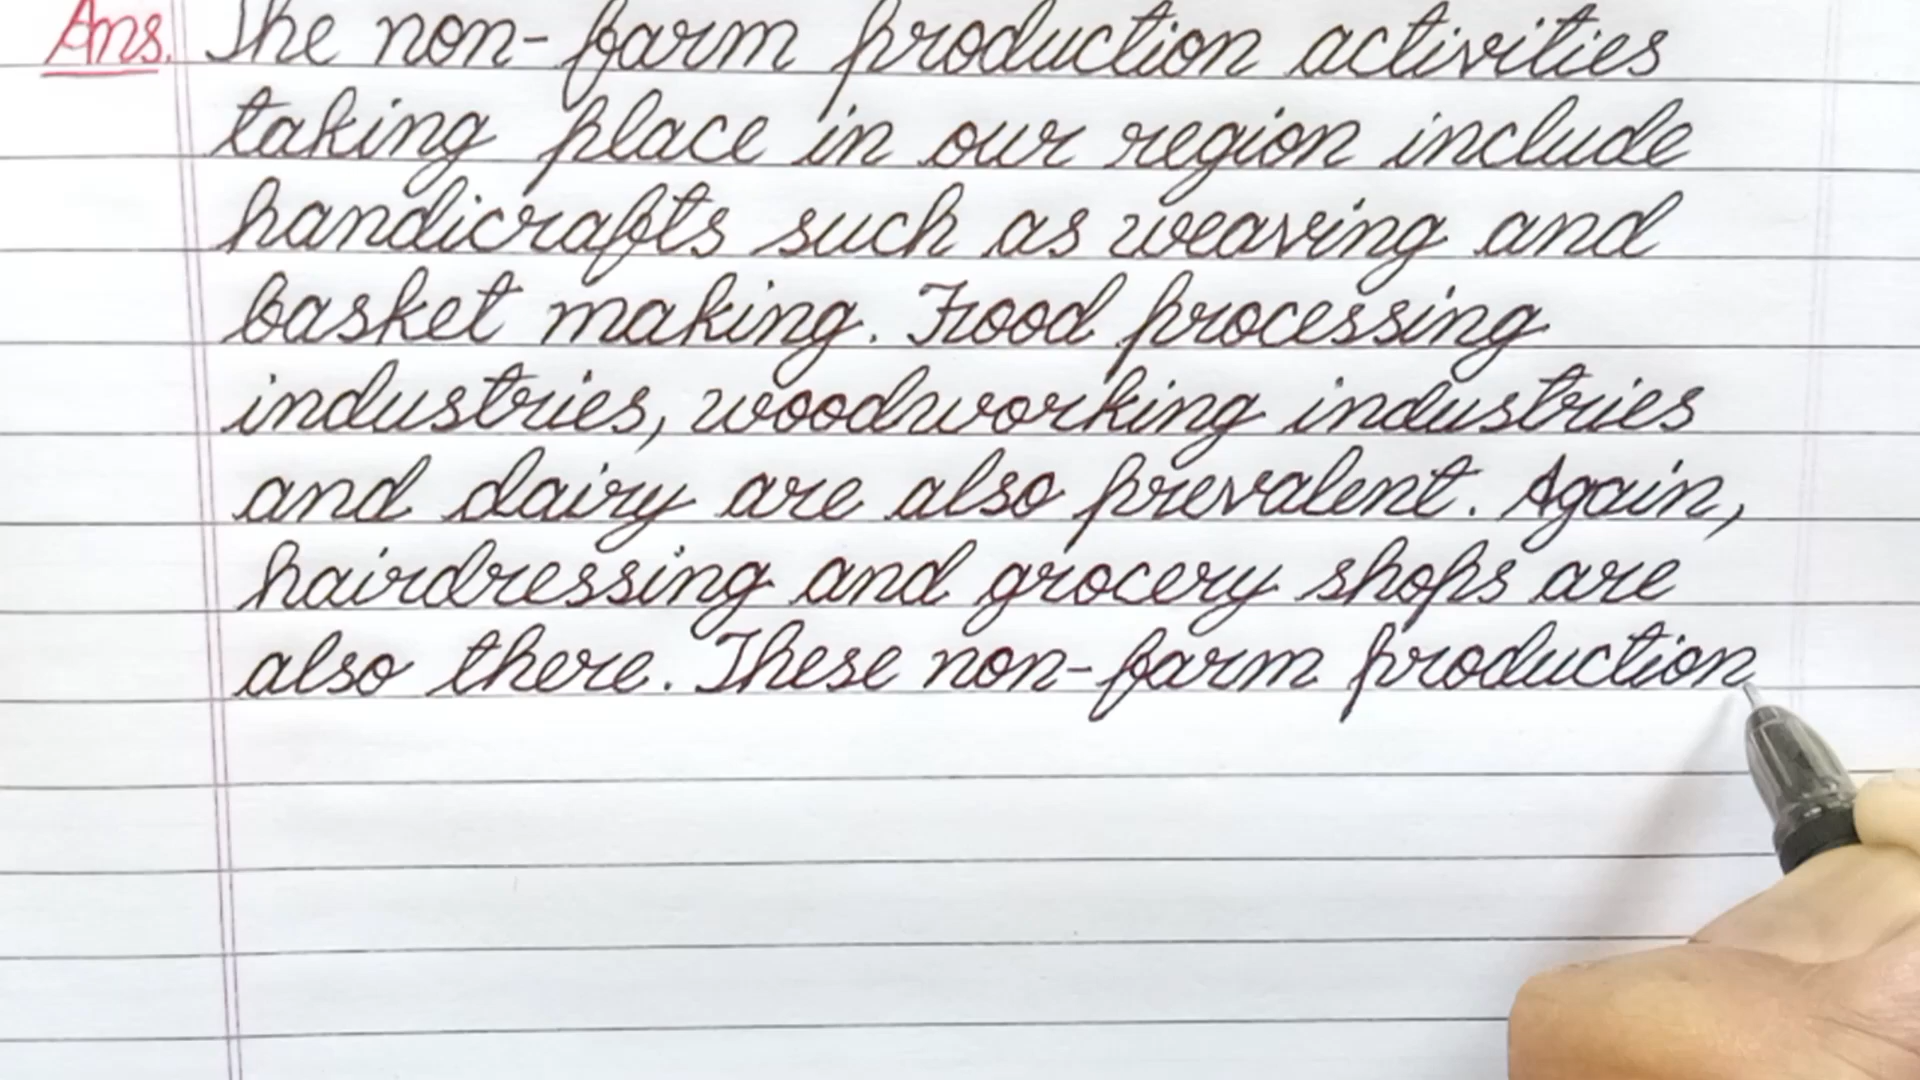 Ans. The non-farm production activities
taking place in our region include
handicrafts such as weaving and
basket making. Food processing
industries, woodworking industries
and dairy are also prevalent. Again,
hairdressing and grocery shops are
also there. These non-farm production